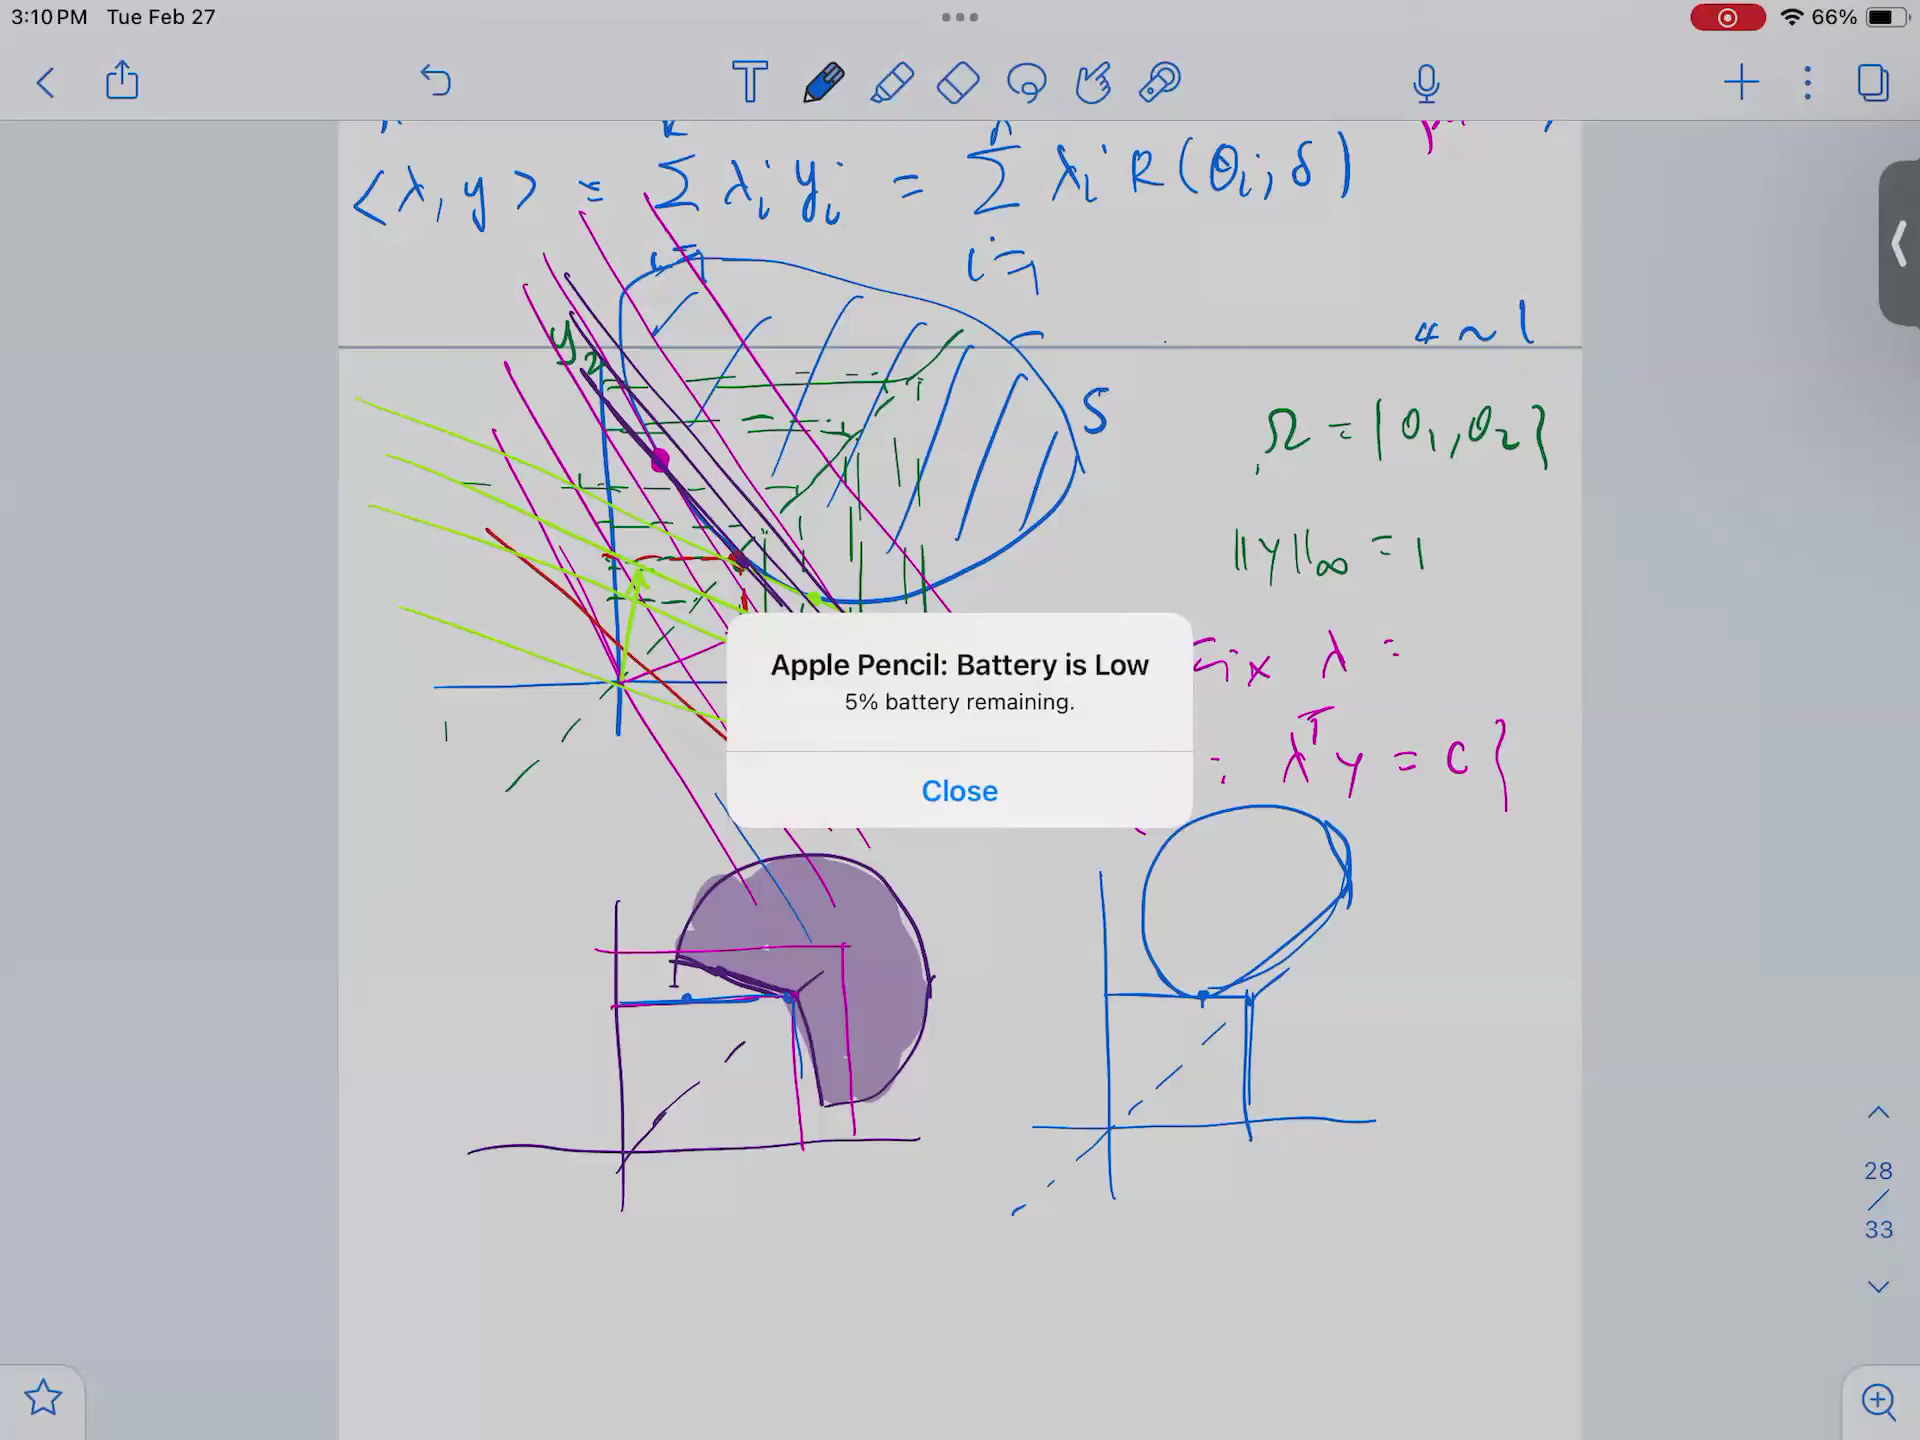 3:10 PM Tue Feb 27
66%
T
<λ, y> = Σ λi yi = Σ λi R(θi; δ)
i=1
~ 1
y2
S
Ω = {θ1, θ2}
||y||∞ = 1
Apple Pencil: Battery is Low
5% battery remaining.
Close
Fix λ =
: λᵀy = c}
28
/
33